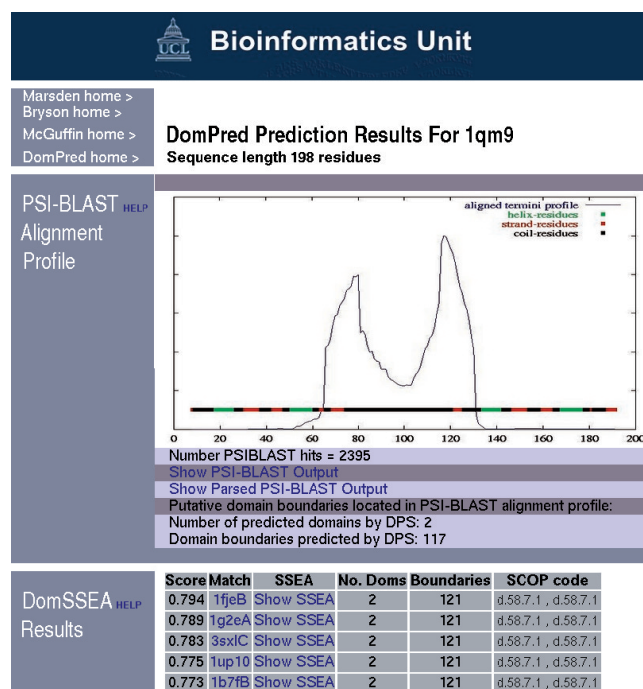 UCL
Bioinformatics Unit
Marsden home >
Bryson home >
McGuffin home >
DomPred home >
DomPred Prediction Results For 1qm9
Sequence length 198 residues
PSI-BLAST HELP
Alignment
Profile
aligned termini profile
helix-residues
strand-residues
coil-residues
0 20 40 60 80 100 120 140 160 180 200
Number PSIBLAST hits = 2395
Show PSI-BLAST Output
Show Parsed PSI-BLAST Output
Putative domain boundaries located in PSI-BLAST alignment profile:
Number of predicted domains by DPS: 2
Domain boundaries predicted by DPS: 117
DomSSEA HELP
Results
Score Match SSEA No. Doms Boundaries SCOP code
0.794 1fjeB Show SSEA 2 121 d.58.7.1 , d.58.7.1
0.789 1g2eA Show SSEA 2 121 d.58.7.1 , d.58.7.1
0.783 3sxlC Show SSEA 2 121 d.58.7.1 , d.58.7.1
0.775 1up10 Show SSEA 2 121 d.58.7.1 , d.58.7.1
0.773 1b7fB Show SSEA 2 121 d.58.7.1 , d.58.7.1